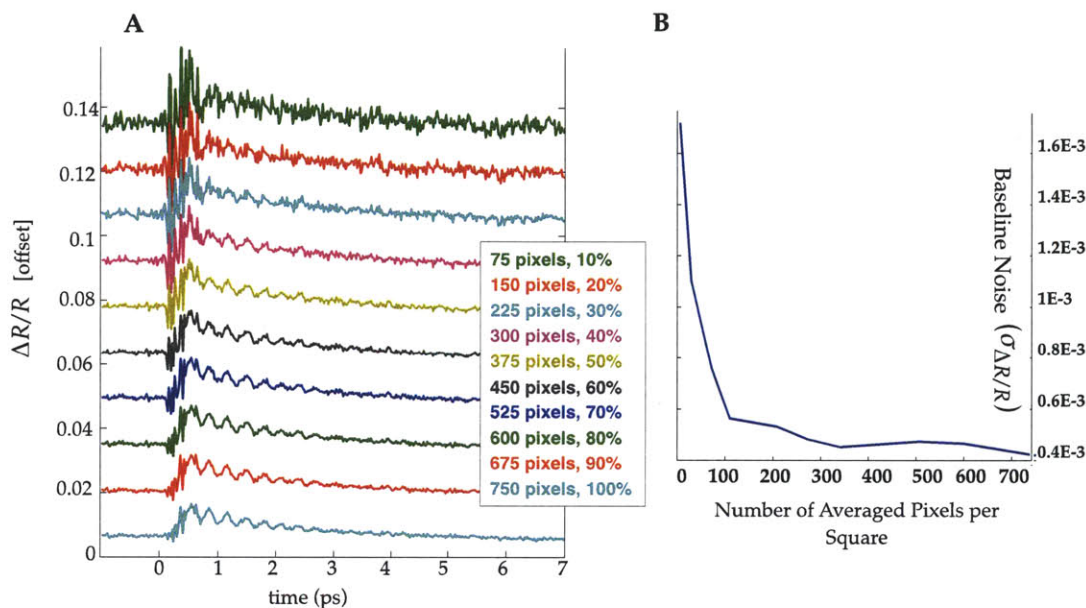 A
ΔR/R [offset]
0.14
0.12
0.1
0.08
0.06
0.04
0.02
0
0
1
2
3
4
5
6
7
time (ps)
75 pixels, 10%
150 pixels, 20%
225 pixels, 30%
300 pixels, 40%
375 pixels, 50%
450 pixels, 60%
525 pixels, 70%
600 pixels, 80%
675 pixels, 90%
750 pixels, 100%
B
1.6E-3
1.4E-3
1.2E-3
1E-3
0.8E-3
0.6E-3
.4E-3
Baseline Noise (σΔR/R)
0
100
200
300
400
500
600
700
Number of Averaged Pixels per
Square